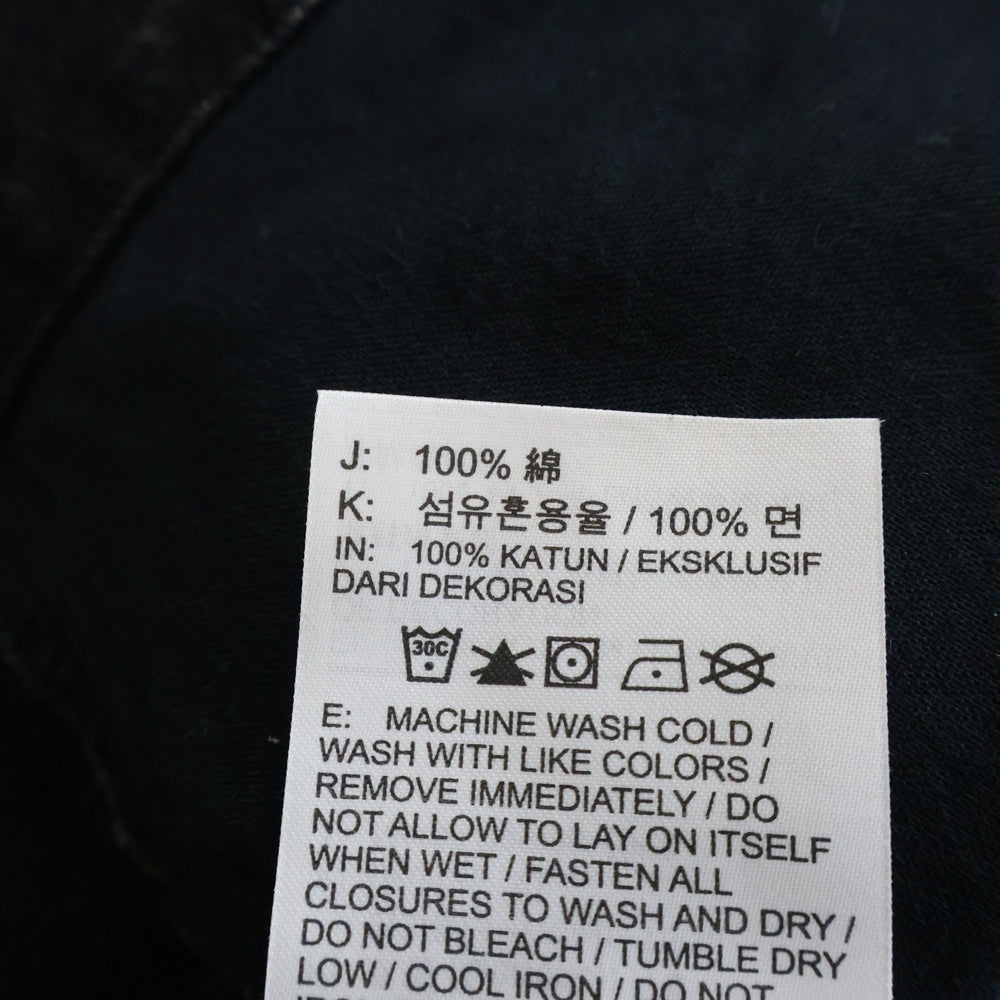 J: 100% 綿
K: 섬유혼용율 / 100% 면
IN: 100% KATUN / EKSKLUSIF
DARI DEKORASI
30C
E: MACHINE WASH COLD /
WASH WITH LIKE COLORS /
REMOVE IMMEDIATELY / DO
NOT ALLOW TO LAY ON ITSELF
WHEN WET / FASTEN ALL
CLOSURES TO WASH AND DRY /
DO NOT BLEACH / TUMBLE DRY
LOW / COOL IRON / DO NOT